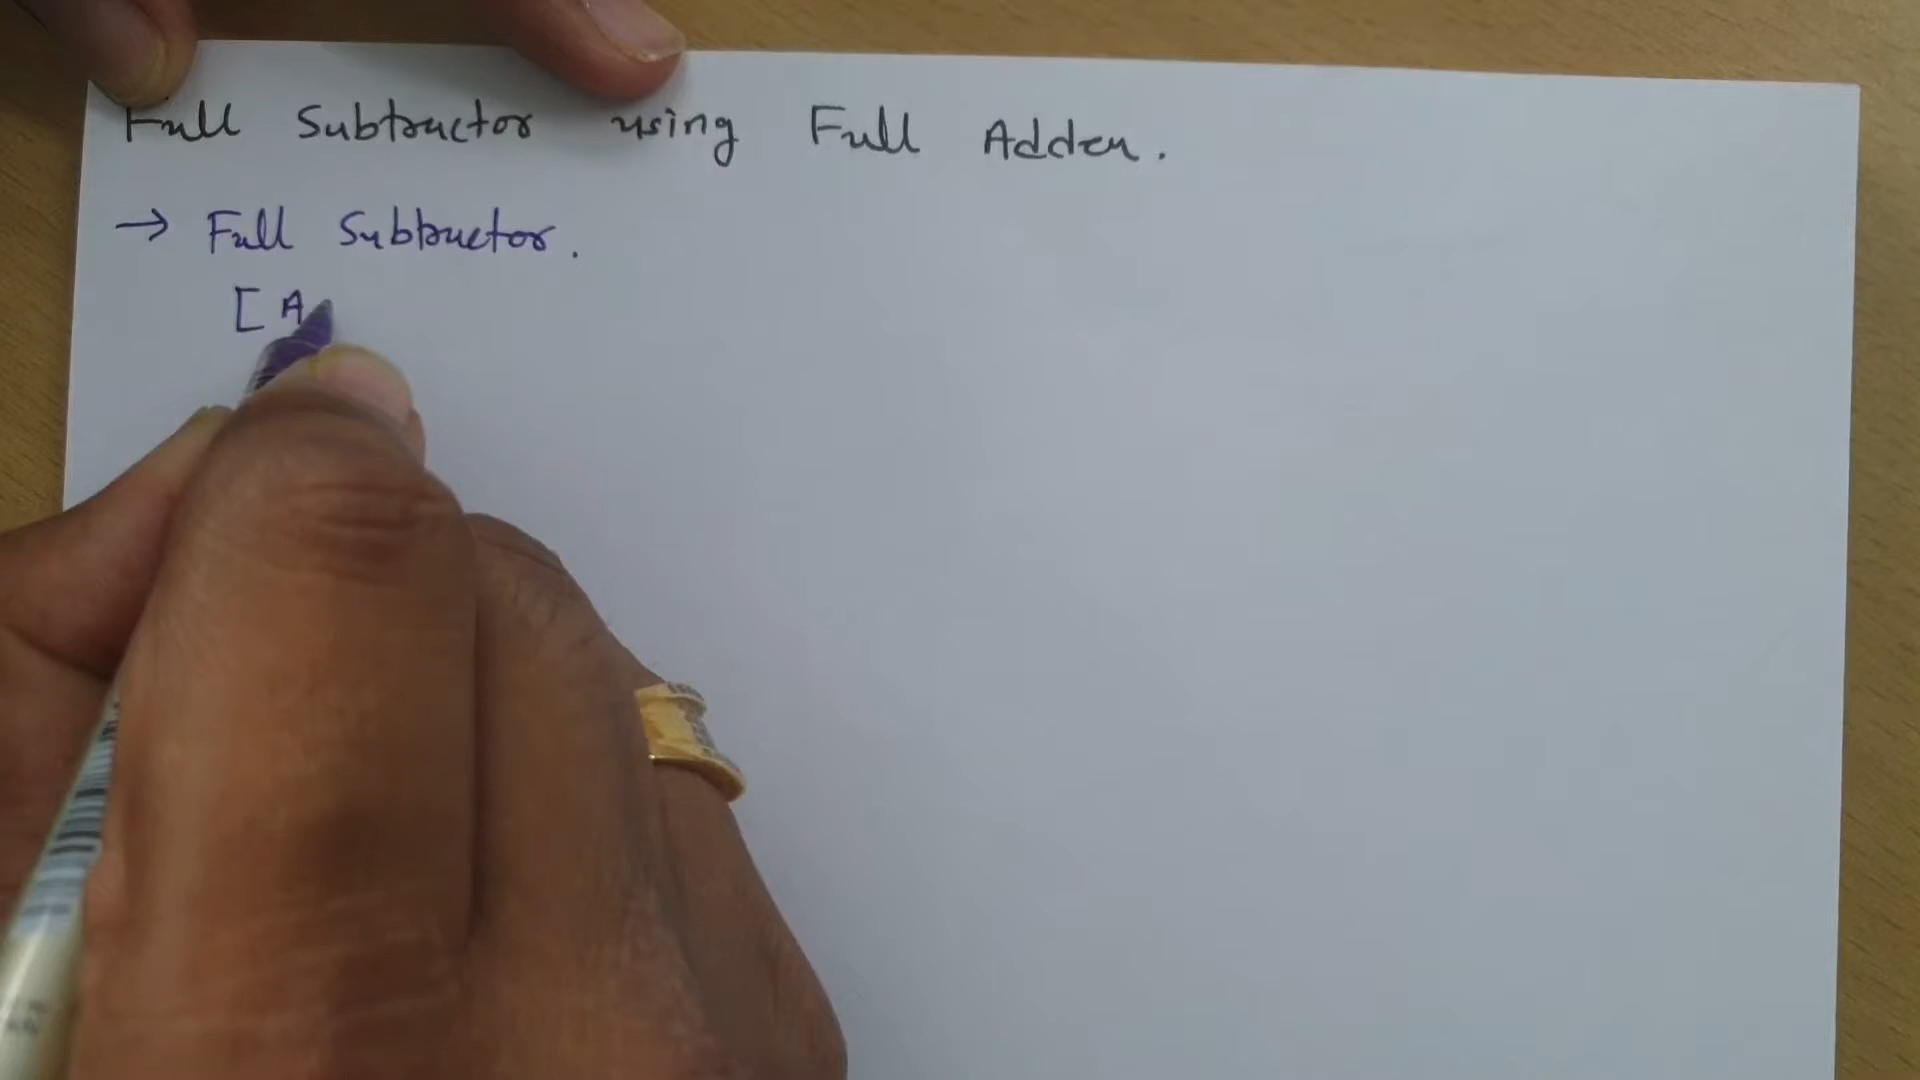 Full Subtractor using Full Adder.
→ Full Subtractor.
[ A